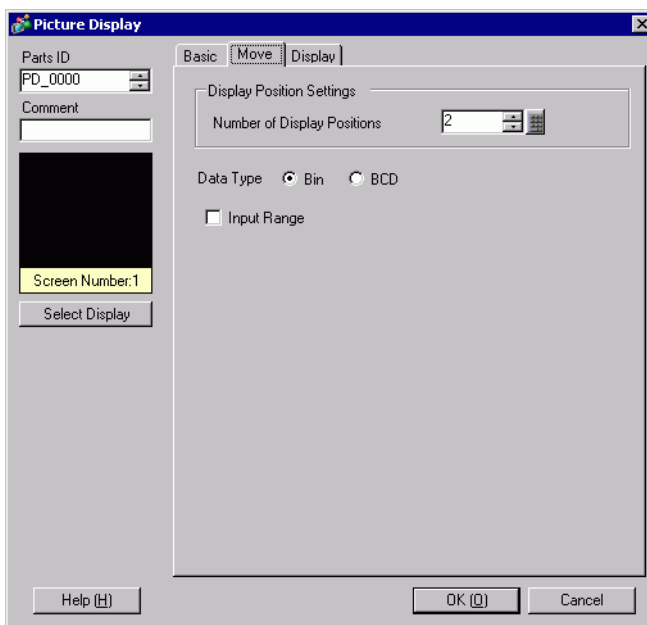 Picture Display
Parts ID
PD_0000
Comment
Screen Number:1
Select Display
Basic
Move
Display
Display Position Settings
Number of Display Positions 2
Data Type Bin BCD
Input Range
Help (H)
OK (O)
Cancel